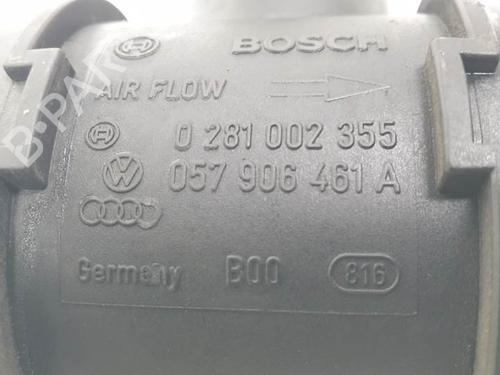 BOSCH
AIR FLOW
0 281 002 355
057 906 461 A
Germany B00 816
B-PARTS